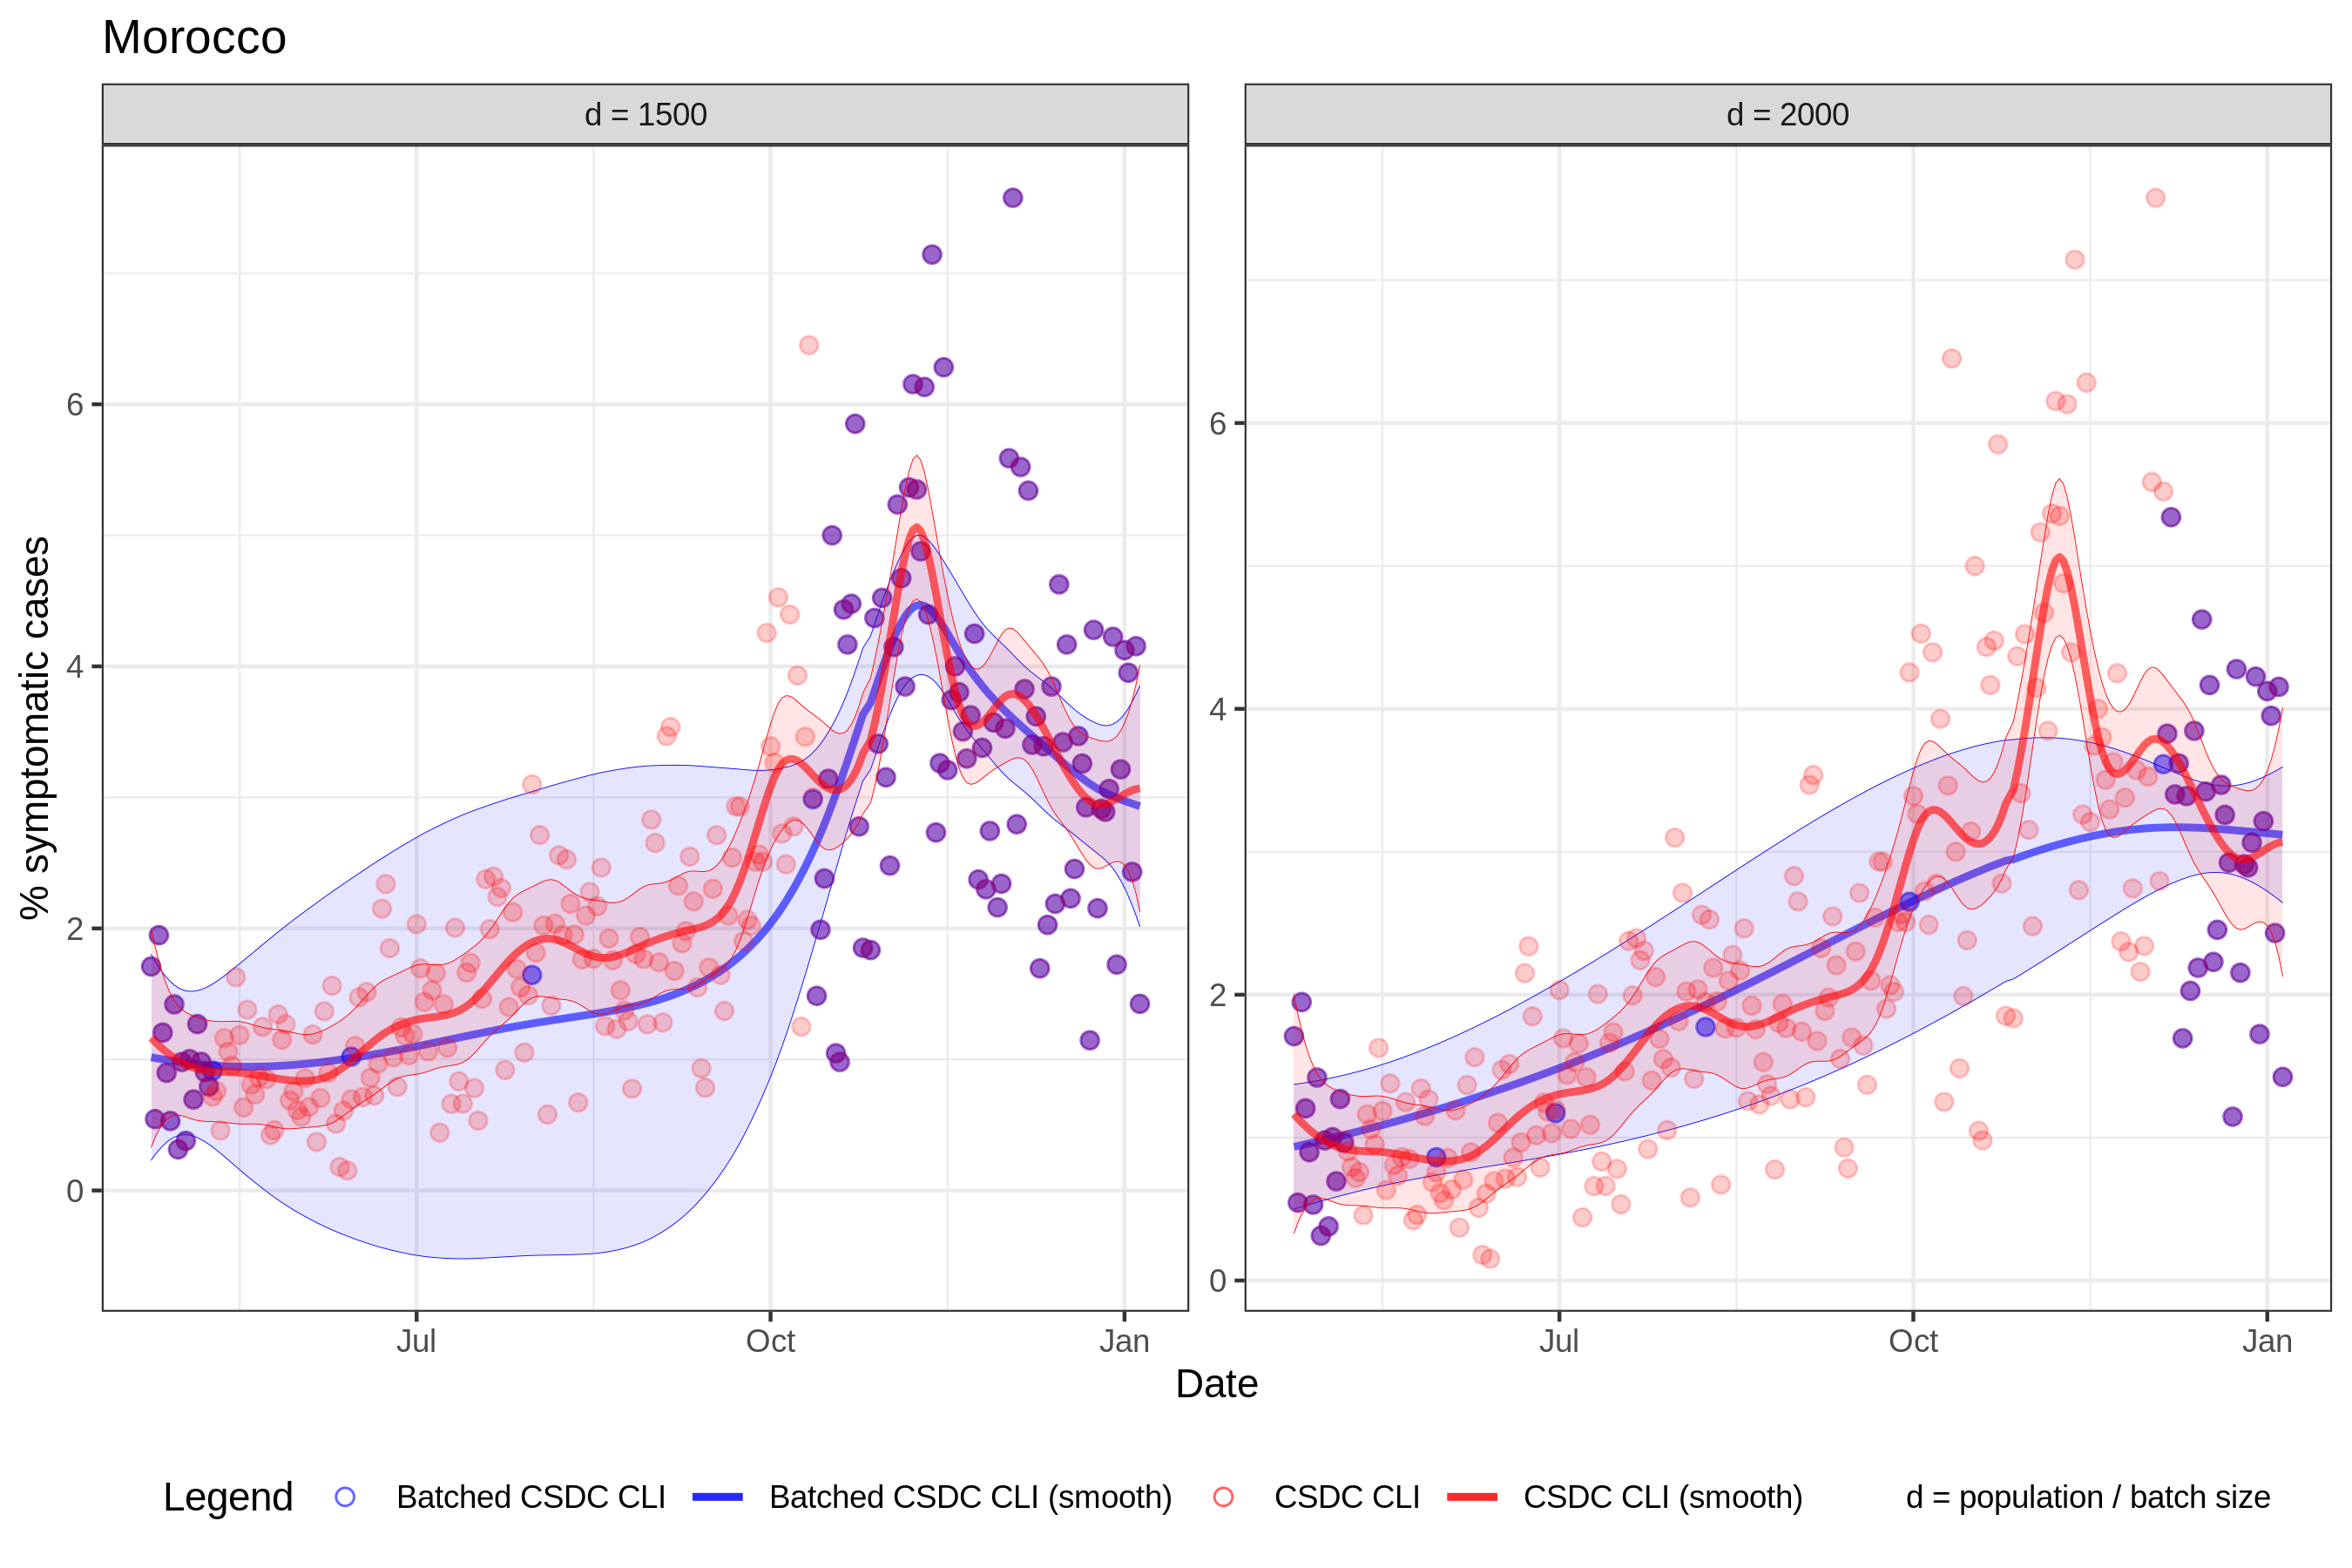 Morocco
d = 1500
d = 2000
% symptomatic cases
6
4
2
0
6
4
2
0
Jul
Oct
Jan
Jul
Oct
Jan
Date
Legend
Batched CSDC CLI
Batched CSDC CLI (smooth)
CSDC CLI
CSDC CLI (smooth)
d = population / batch size